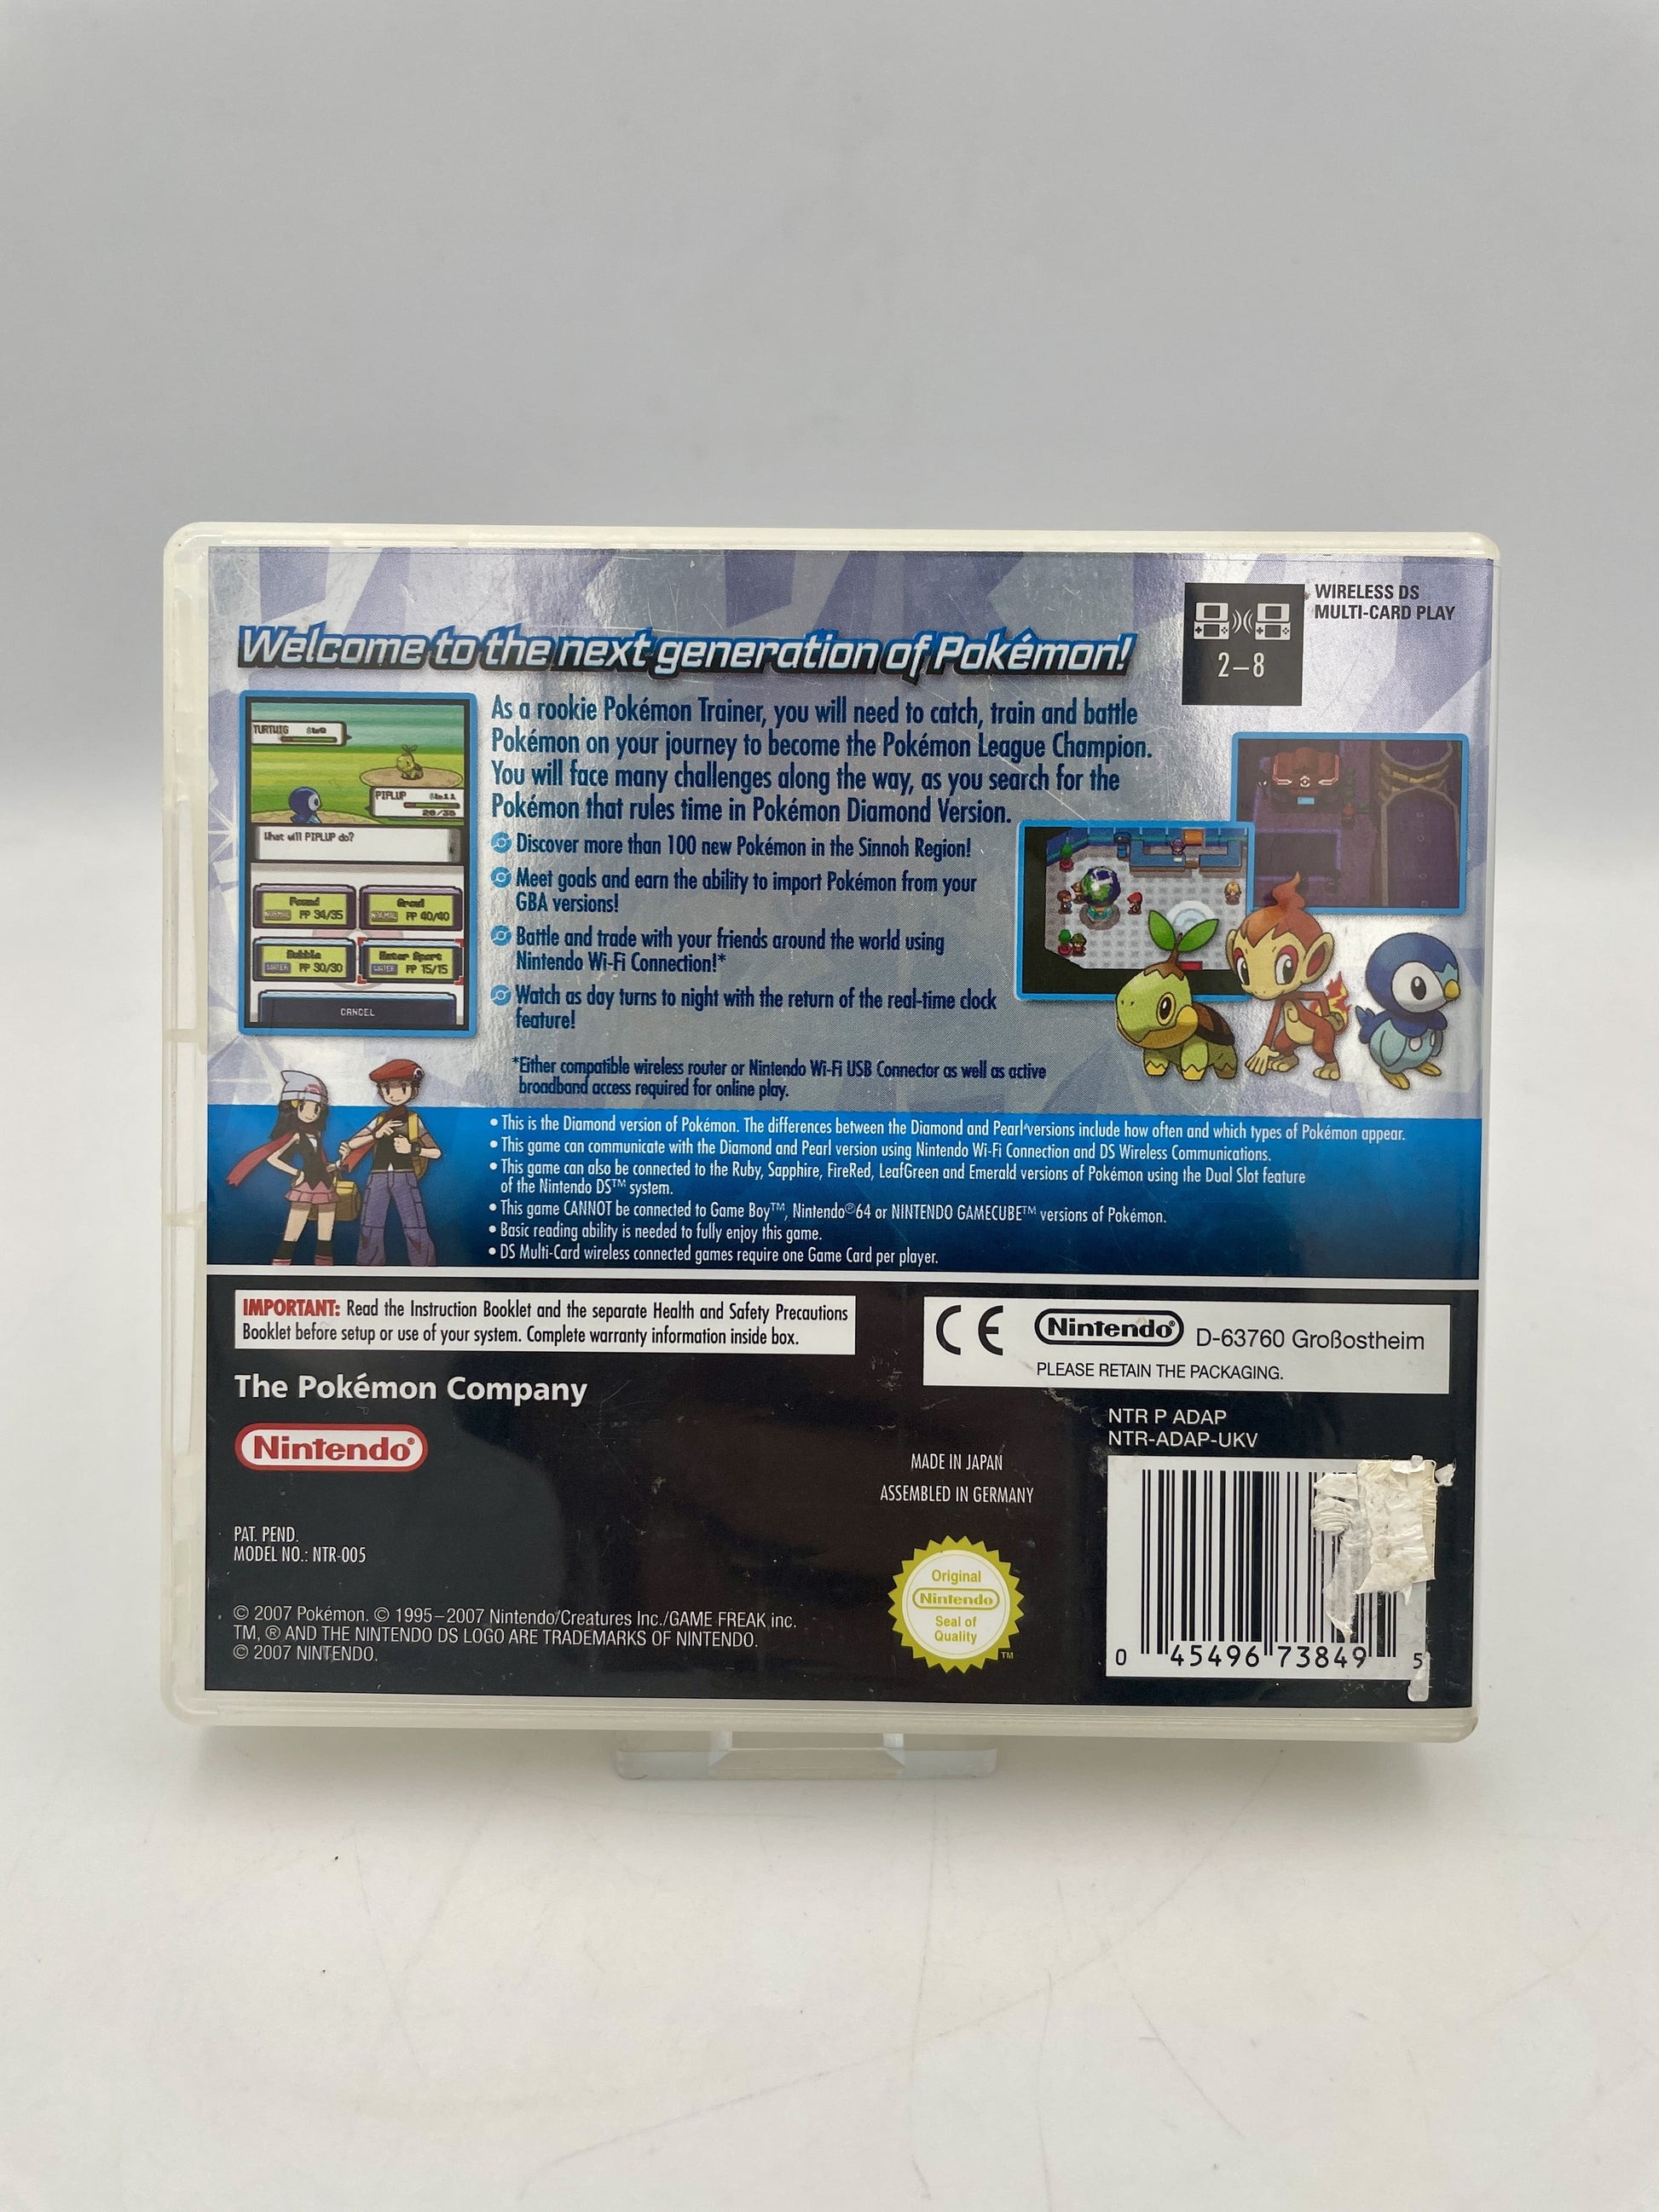 WIRELESS DS
MULTI-CARD PLAY
2–8
Welcome to the next generation of Pokémon!
As a rookie Pokémon Trainer, you will need to catch, train and battle
Pokémon on your journey to become the Pokémon League Champion.
You will face many challenges along the way, as you search for the
Pokémon that rules time in Pokémon Diamond Version.
Discover more than 100 new Pokémon in the Sinnoh Region!
Meet goals and earn the ability to import Pokémon from your
GBA versions!
Battle and trade with your friends around the world using
Nintendo Wi-Fi Connection!*
Watch as day turns to night with the return of the real-time clock
feature!
*Either compatible wireless router or Nintendo Wi-Fi USB Connector as well as active
broadband access required for online play.
TURTWIG
PIPLUP
What will PIPLUP do?
Pound
PP 34/35
Growl
PP 40/40
Bubble
WATER PP 30/30
Water Sport
WATER PP 15/15
CANCEL
• This is the Diamond version of Pokémon. The differences between the Diamond and Pearl versions include how often and which types of Pokémon appear.
• This game can communicate with the Diamond and Pearl version using Nintendo Wi-Fi Connection and DS Wireless Communications.
• This game can also be connected to the Ruby, Sapphire, FireRed, LeafGreen and Emerald versions of Pokémon using the Dual Slot feature
of the Nintendo DS™ system.
• This game CANNOT be connected to Game Boy™, Nintendo®64 or NINTENDO GAMECUBE™ versions of Pokémon.
• Basic reading ability is needed to fully enjoy this game.
• DS Multi-Card wireless connected games require one Game Card per player.
IMPORTANT: Read the Instruction Booklet and the separate Health and Safety Precautions
Booklet before setup or use of your system. Complete warranty information inside box.
CE Nintendo® D-63760 Großostheim
PLEASE RETAIN THE PACKAGING.
The Pokémon Company
Nintendo®
NTR P ADAP
NTR-ADAP-UKV
MADE IN JAPAN
ASSEMBLED IN GERMANY
PAT. PEND.
MODEL NO.: NTR-005
Original
Nintendo
Seal of
Quality
TM
© 2007 Pokémon. © 1995–2007 Nintendo/Creatures Inc./GAME FREAK inc.
TM, ® AND THE NINTENDO DS LOGO ARE TRADEMARKS OF NINTENDO.
© 2007 NINTENDO.
0 45496 73849 5